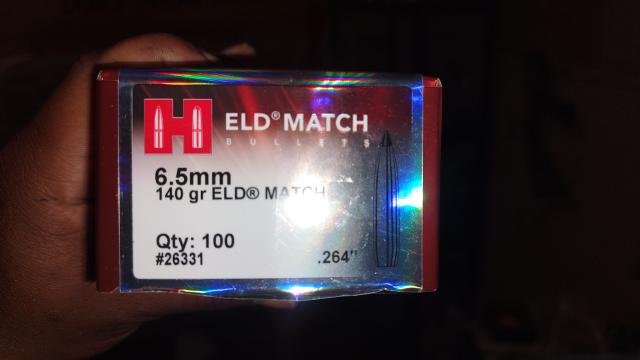 H
ELD® MATCH
BULLETS
6.5mm
140 gr ELD® MATCH
Qty: 100
#26331
.264"